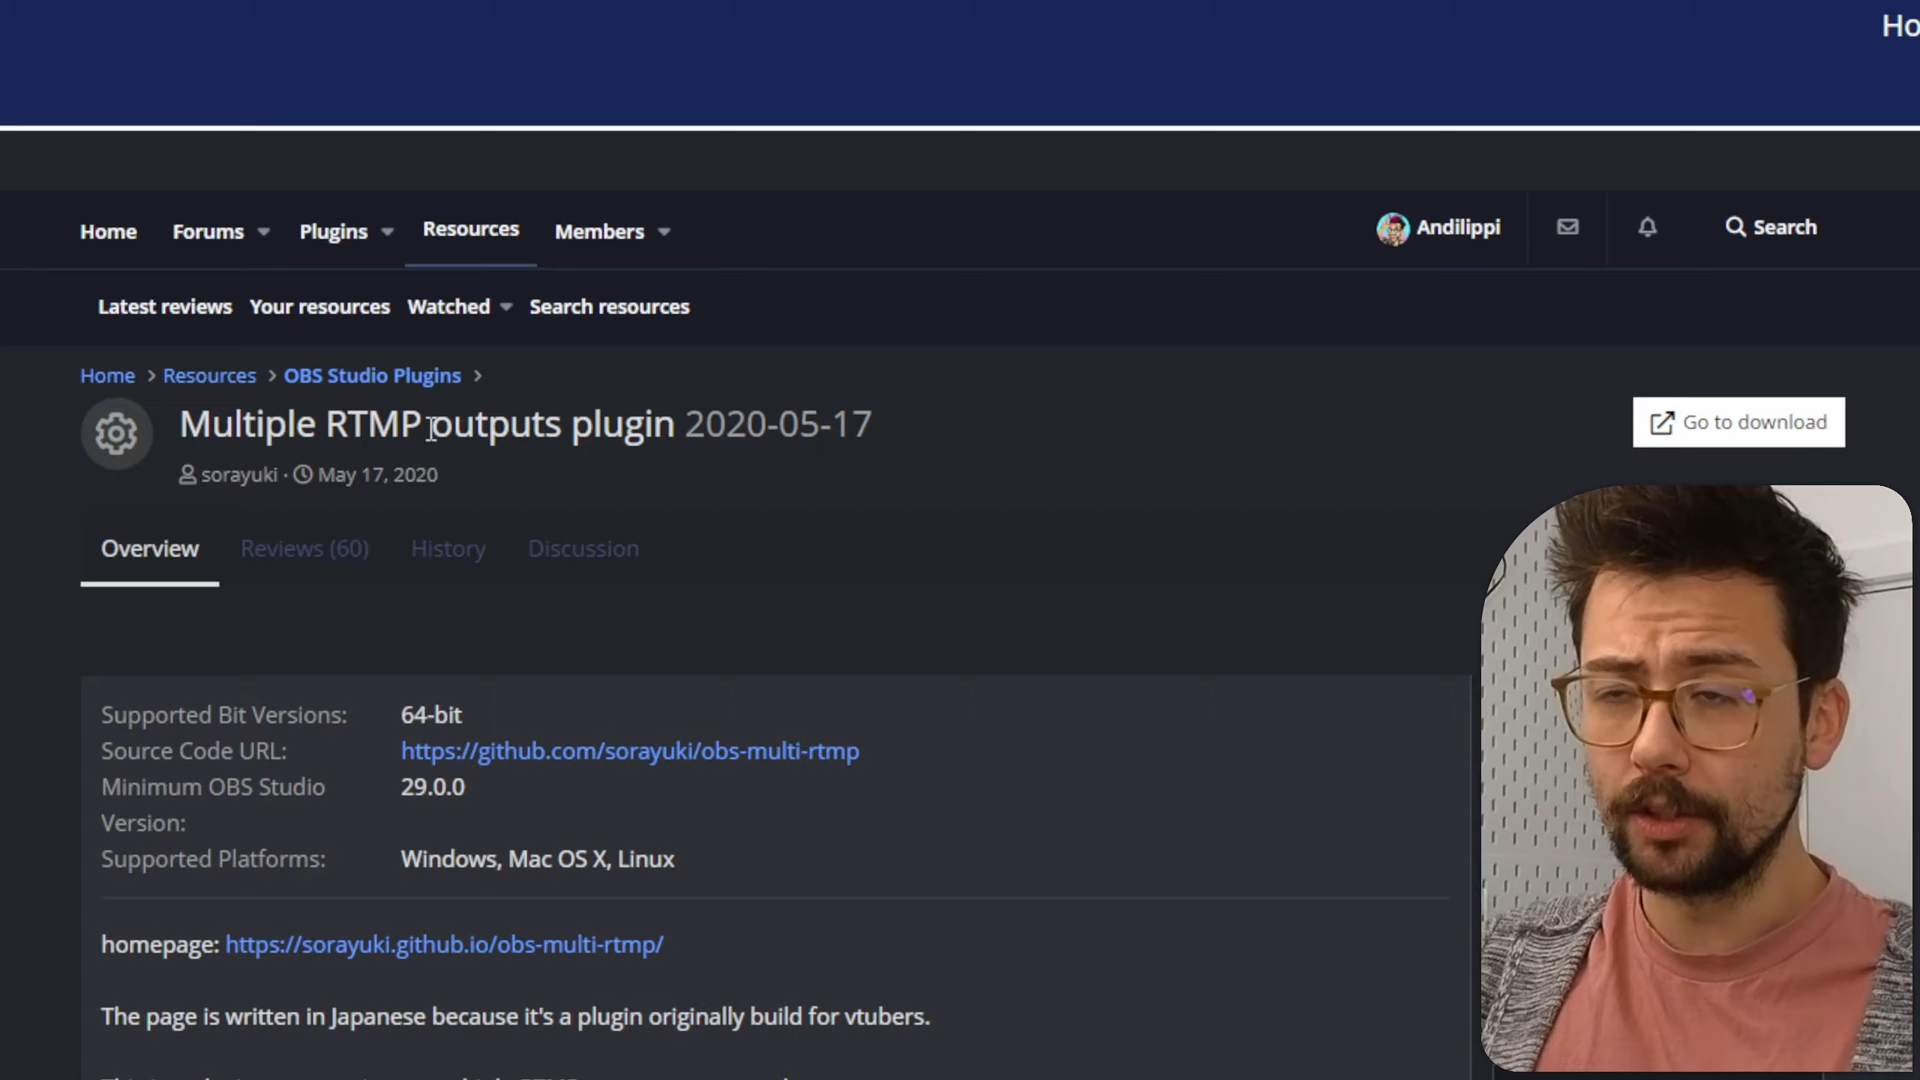 Home Forums Plugins Resources Members Andilippi Search
Latest reviews Your resources Watched Search resources
Home > Resources > OBS Studio Plugins >
Multiple RTMP outputs plugin 2020-05-17
Go to download
sorayuki · May 17, 2020
Overview Reviews (60) History Discussion
Supported Bit Versions: 64-bit
Source Code URL: https://github.com/sorayuki/obs-multi-rtmp
Minimum OBS Studio 29.0.0
Version:
Supported Platforms: Windows, Mac OS X, Linux
homepage: https://sorayuki.github.io/obs-multi-rtmp/
The page is written in Japanese because it's a plugin originally build for vtubers.